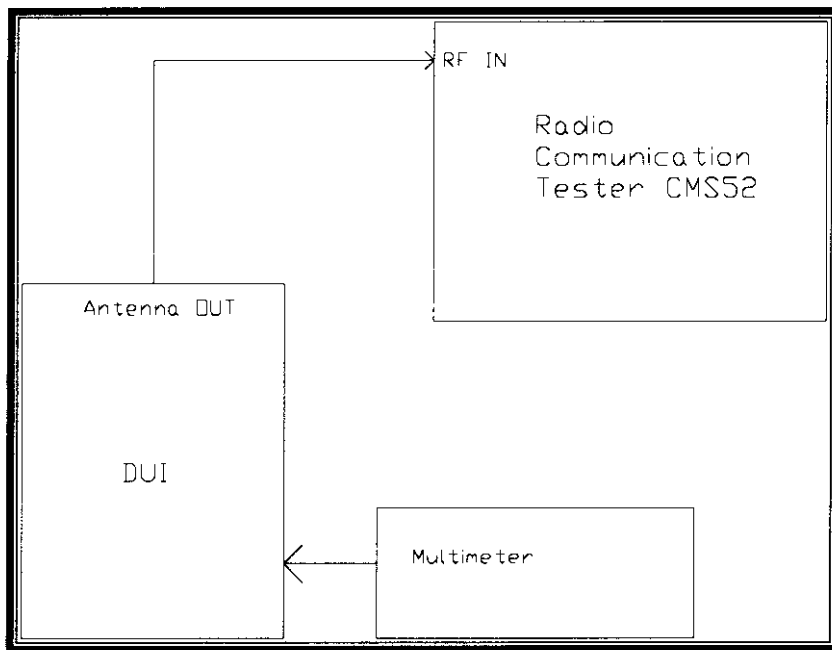 RF IN
Radio
Communication
Tester CMS52
Antenna OUT
DUI
Multimeter